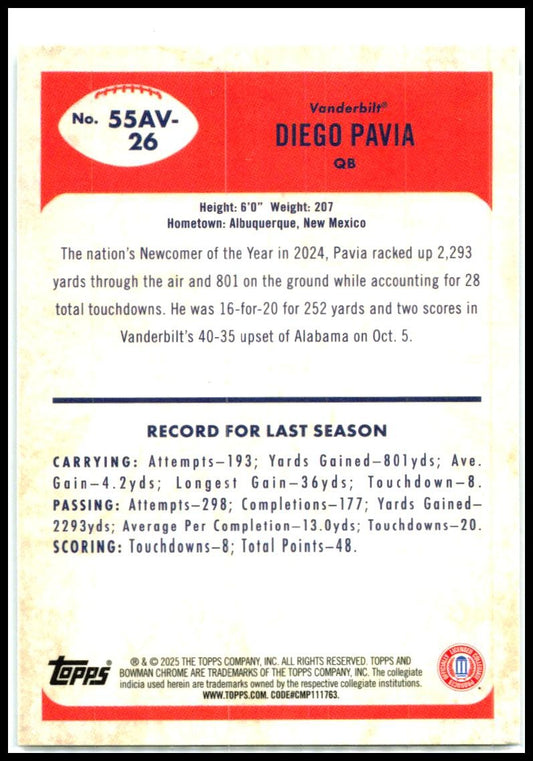 No. 55AV-
26
Vanderbilt®
DIEGO PAVIA
QB
Height: 6'0" Weight: 207
Hometown: Albuquerque, New Mexico
The nation's Newcomer of the Year in 2024, Pavia racked up 2,293
yards through the air and 801 on the ground while accounting for 28
total touchdowns. He was 16-for-20 for 252 yards and two scores in
Vanderbilt's 40-35 upset of Alabama on Oct. 5.
RECORD FOR LAST SEASON
CARRYING: Attempts–193; Yards Gained–801yds; Ave.
Gain–4.2yds; Longest Gain–36yds; Touchdown–8.
PASSING: Attempts–298; Completions–177; Yards Gained–
2293yds; Average Per Completion–13.0yds; Touchdowns–20.
SCORING: Touchdowns–8; Total Points–48.
TOPPS
® & © 2025 THE TOPPS COMPANY, INC. ALL RIGHTS RESERVED. TOPPS AND
BOWMAN CHROME ARE TRADEMARKS OF THE TOPPS COMPANY, INC. The collegiate
indicia used herein are trademarks owned by the respective collegiate institutions.
WWW.TOPPS.COM. CODE#CMP111763.
OFFICIALLY LICENSED COLLEGIATE PRODUCTS